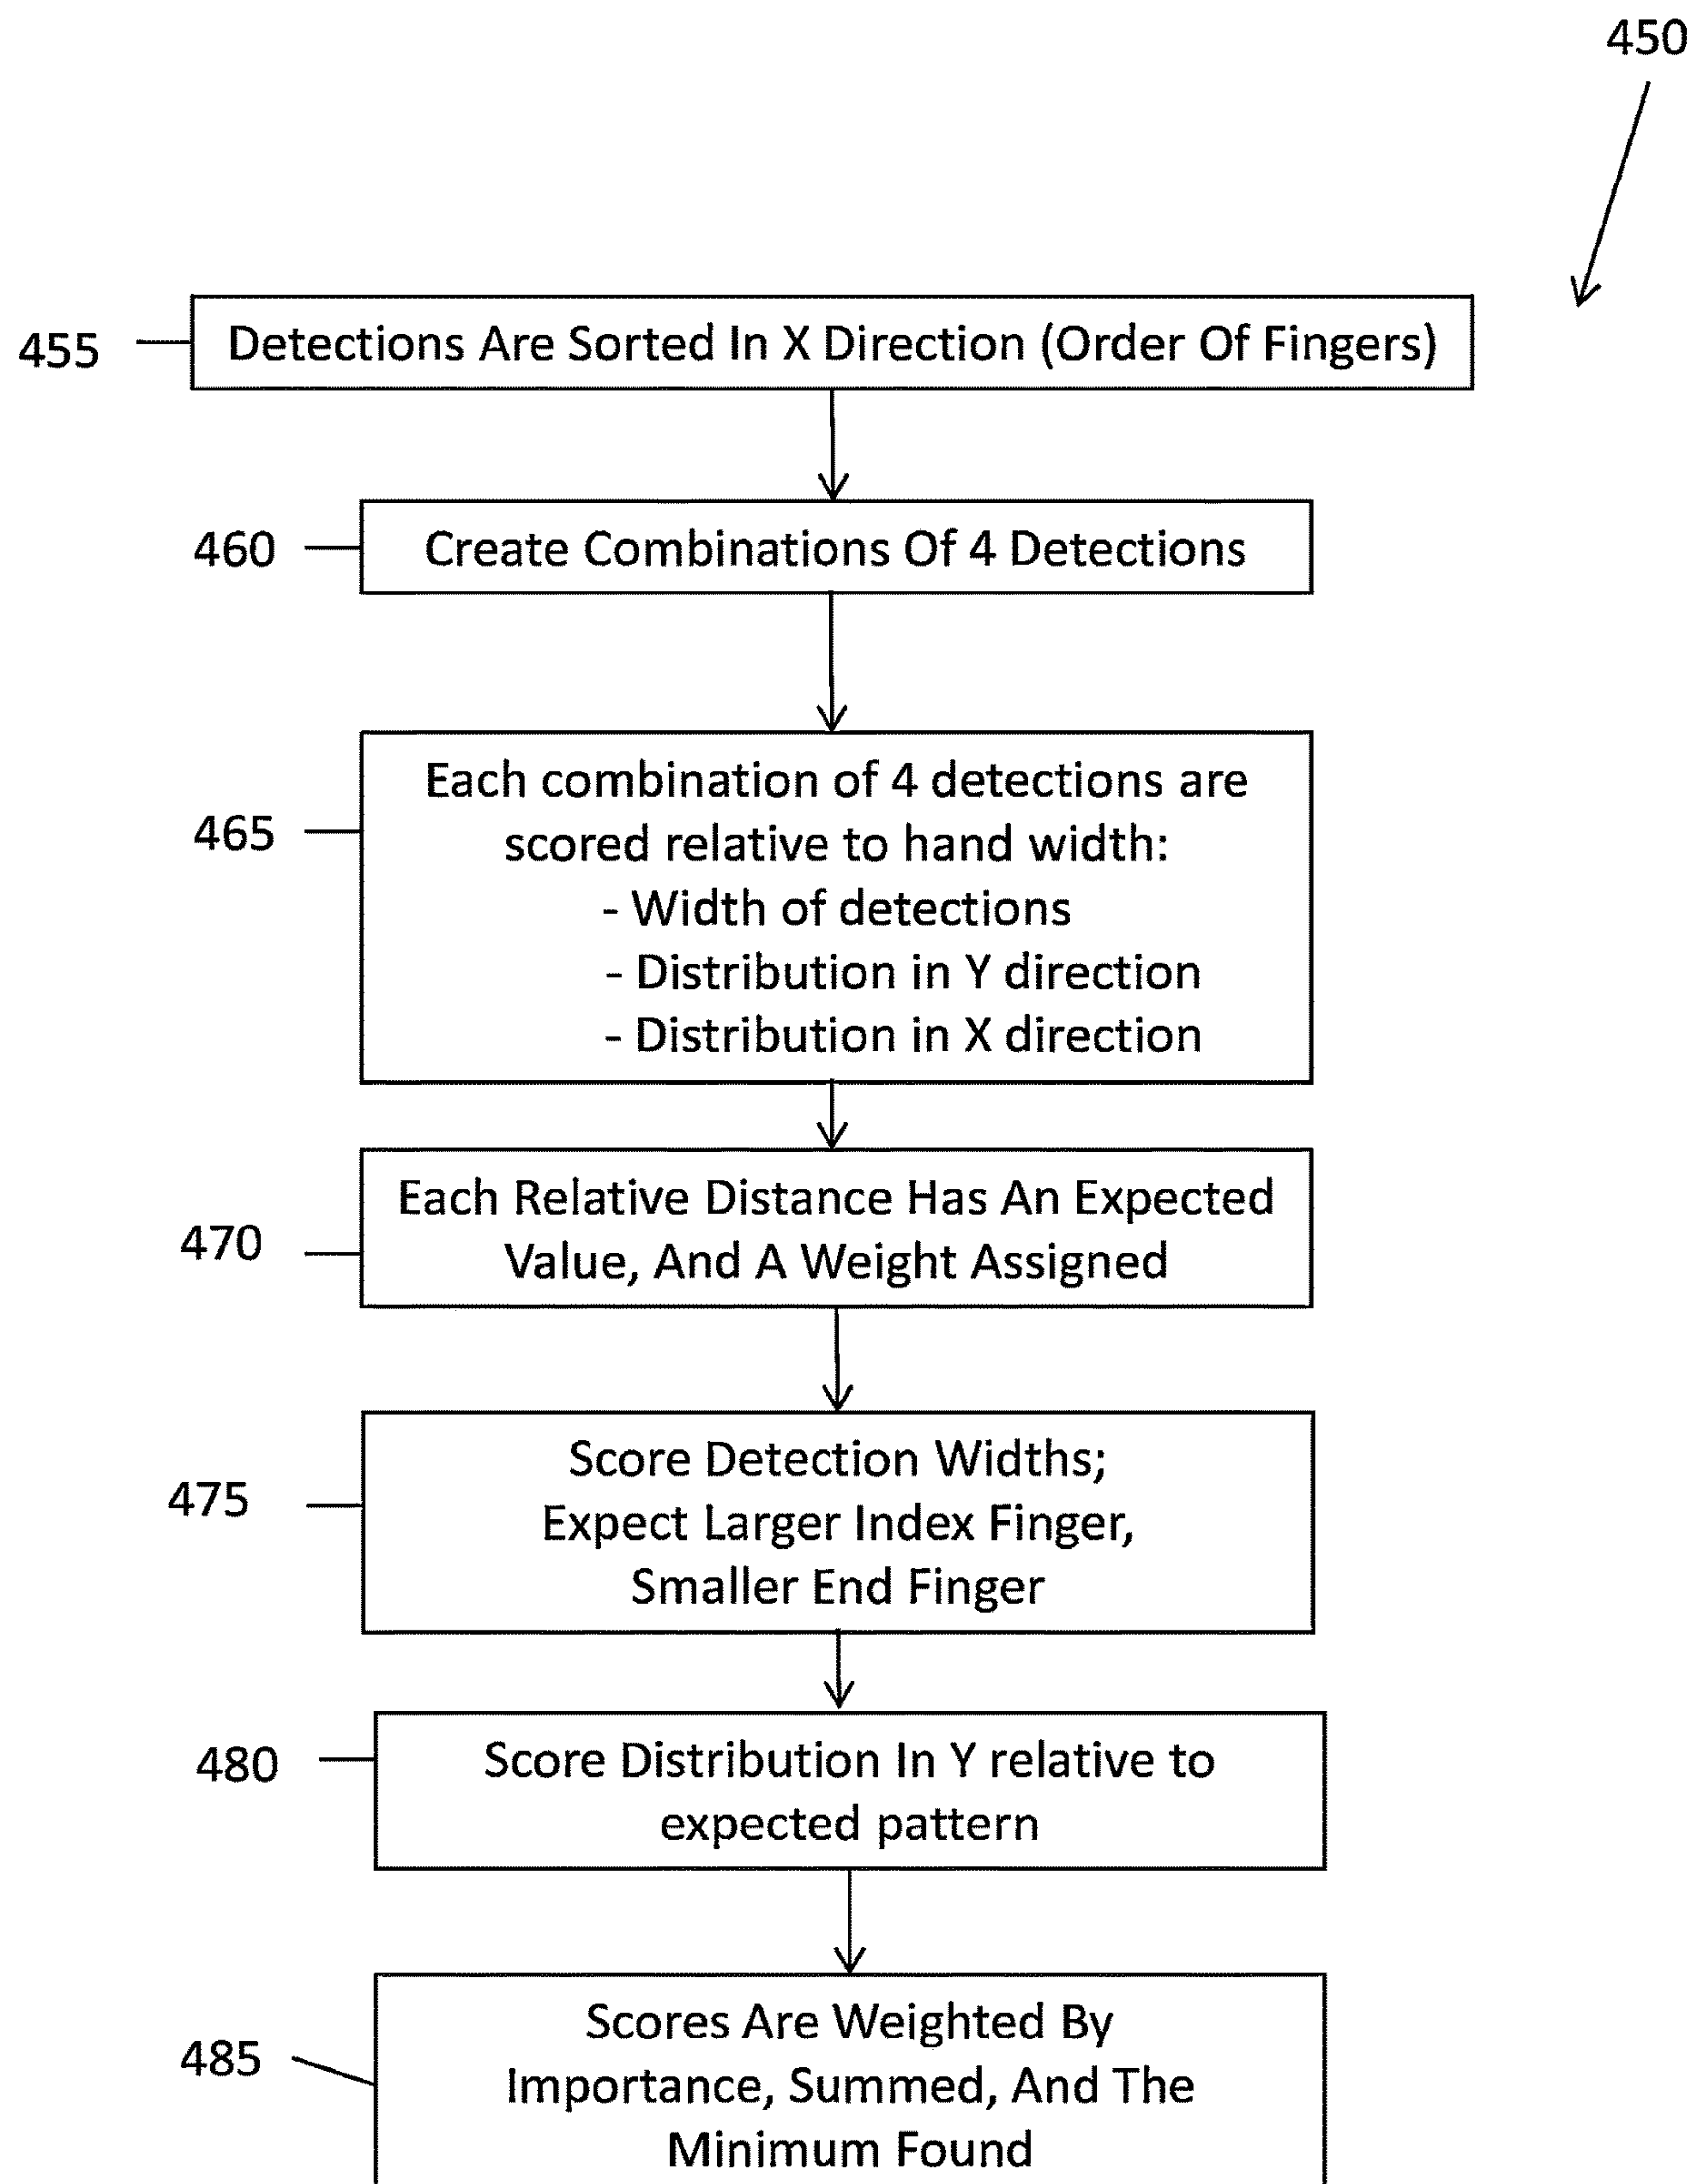 450
455
Detections Are Sorted In X Direction (Order Of Fingers)
460
Create Combinations Of 4 Detections
465
Each combination of 4 detections are
scored relative to hand width:
- Width of detections
- Distribution in Y direction
- Distribution in X direction
470
Each Relative Distance Has An Expected
Value, And A Weight Assigned
475
Score Detection Widths;
Expect Larger Index Finger,
Smaller End Finger
480
Score Distribution In Y relative to
expected pattern
485
Scores Are Weighted By
Importance, Summed, And The
Minimum Found